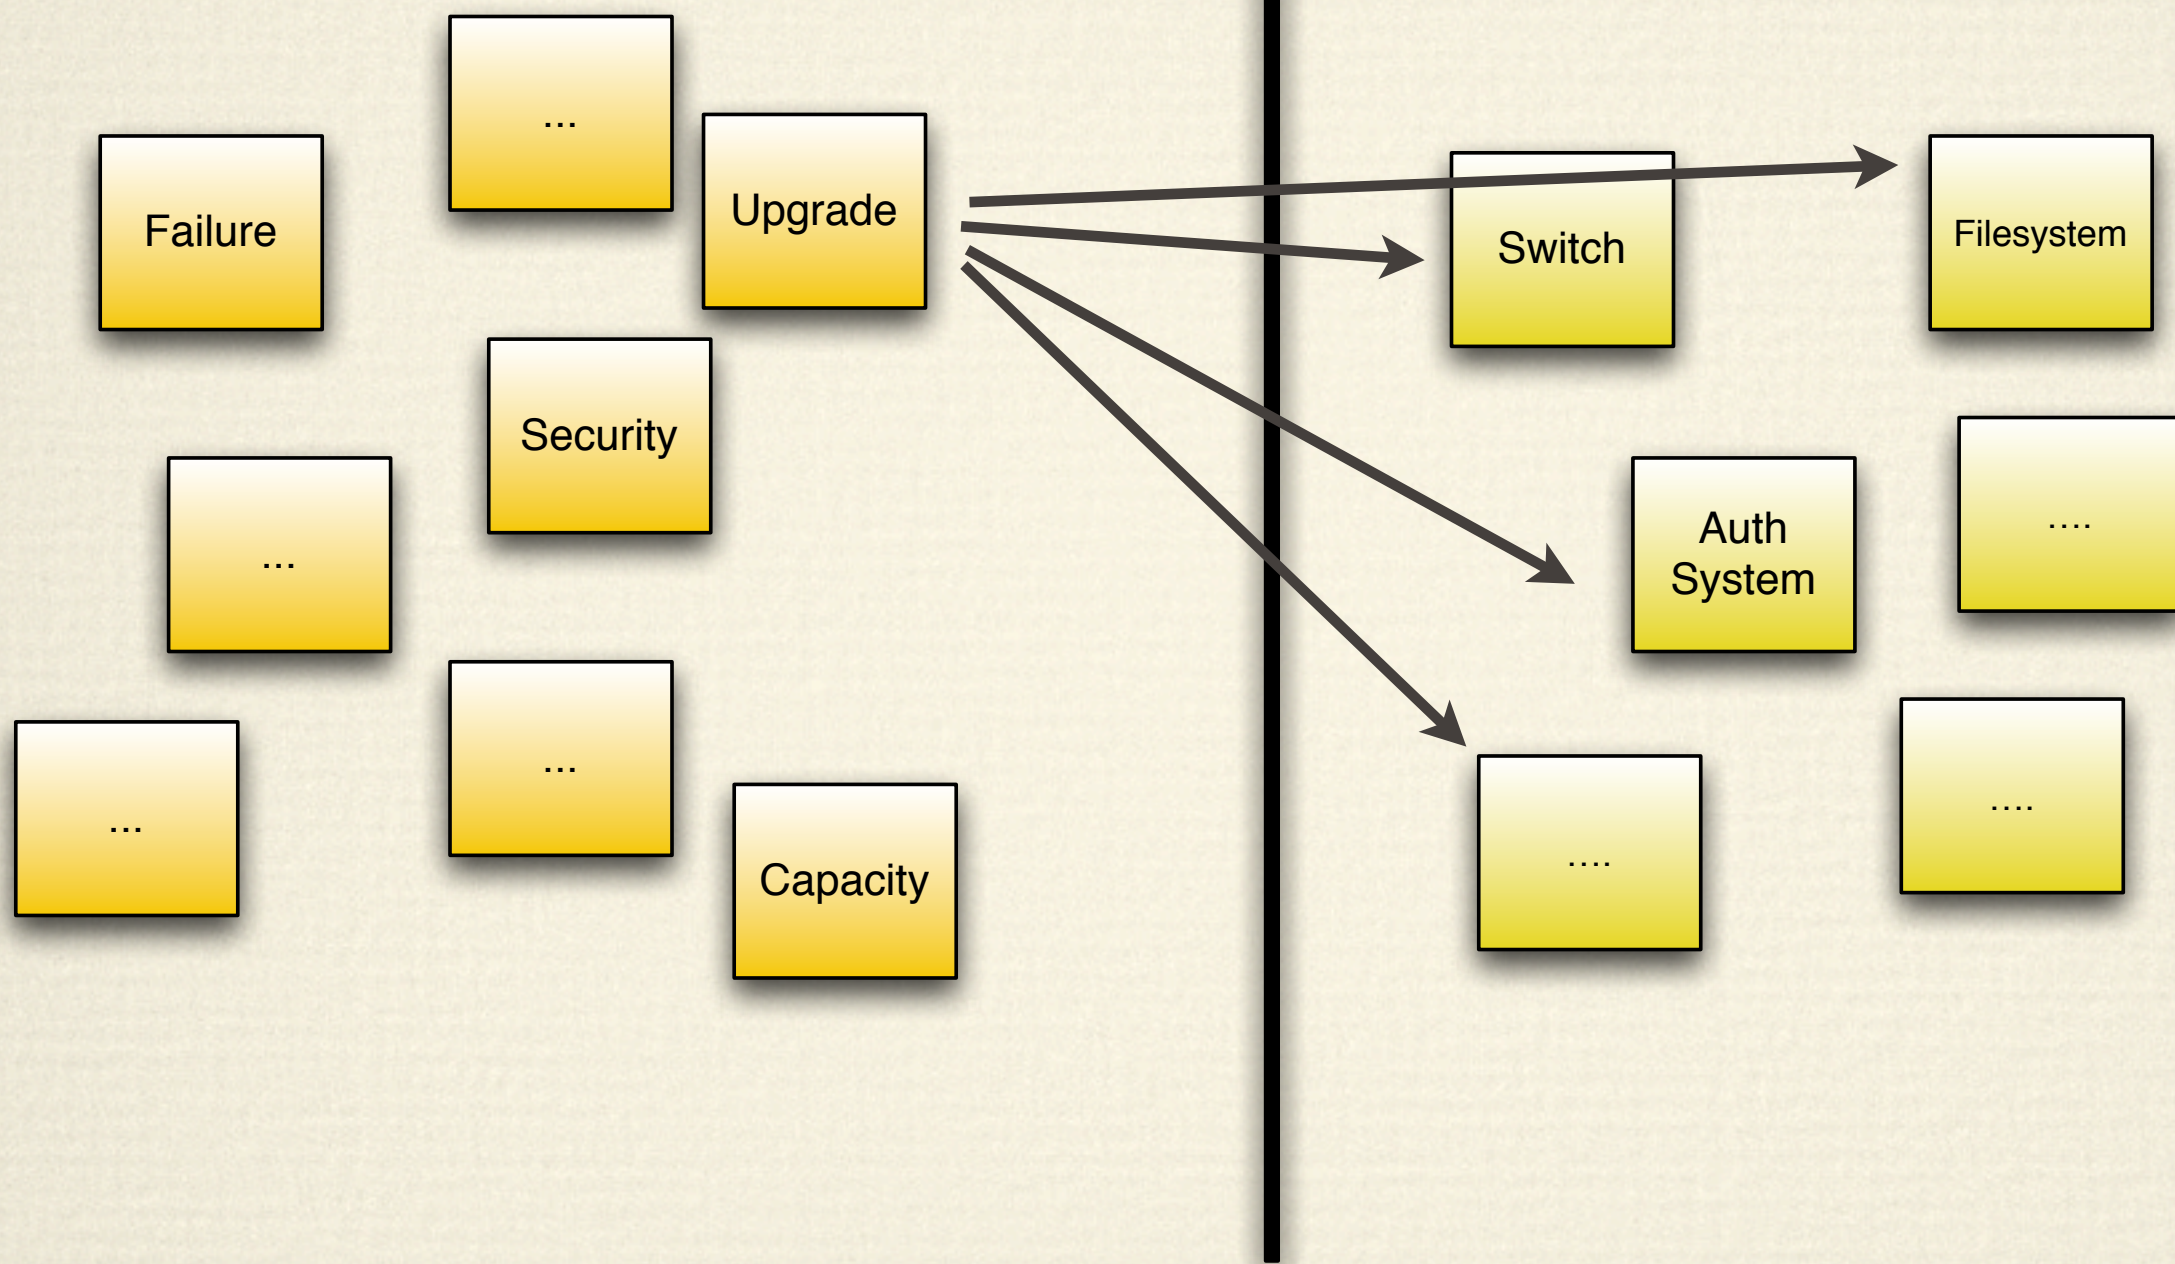 ...
Failure
Upgrade
Security
...
...
...
Capacity
Switch
Filesystem
Auth
System
....
....
....